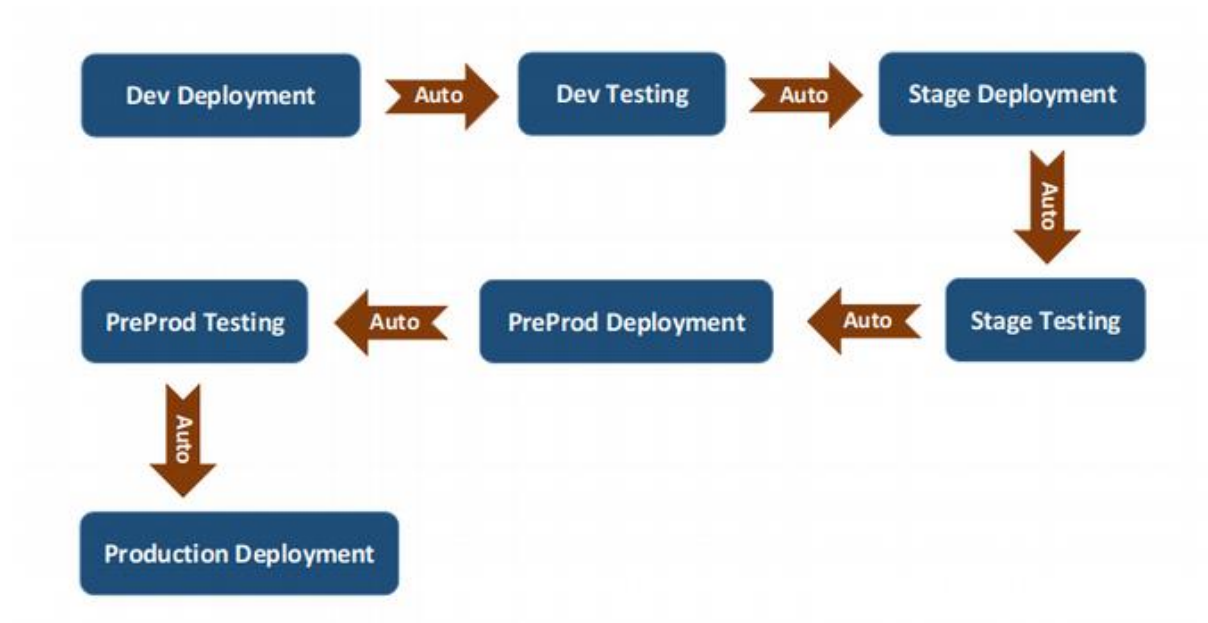 Dev Deployment
Auto
Dev Testing
Auto
Stage Deployment
Auto
Stage Testing
Auto
PreProd Deployment
Auto
PreProd Testing
Auto
Production Deployment